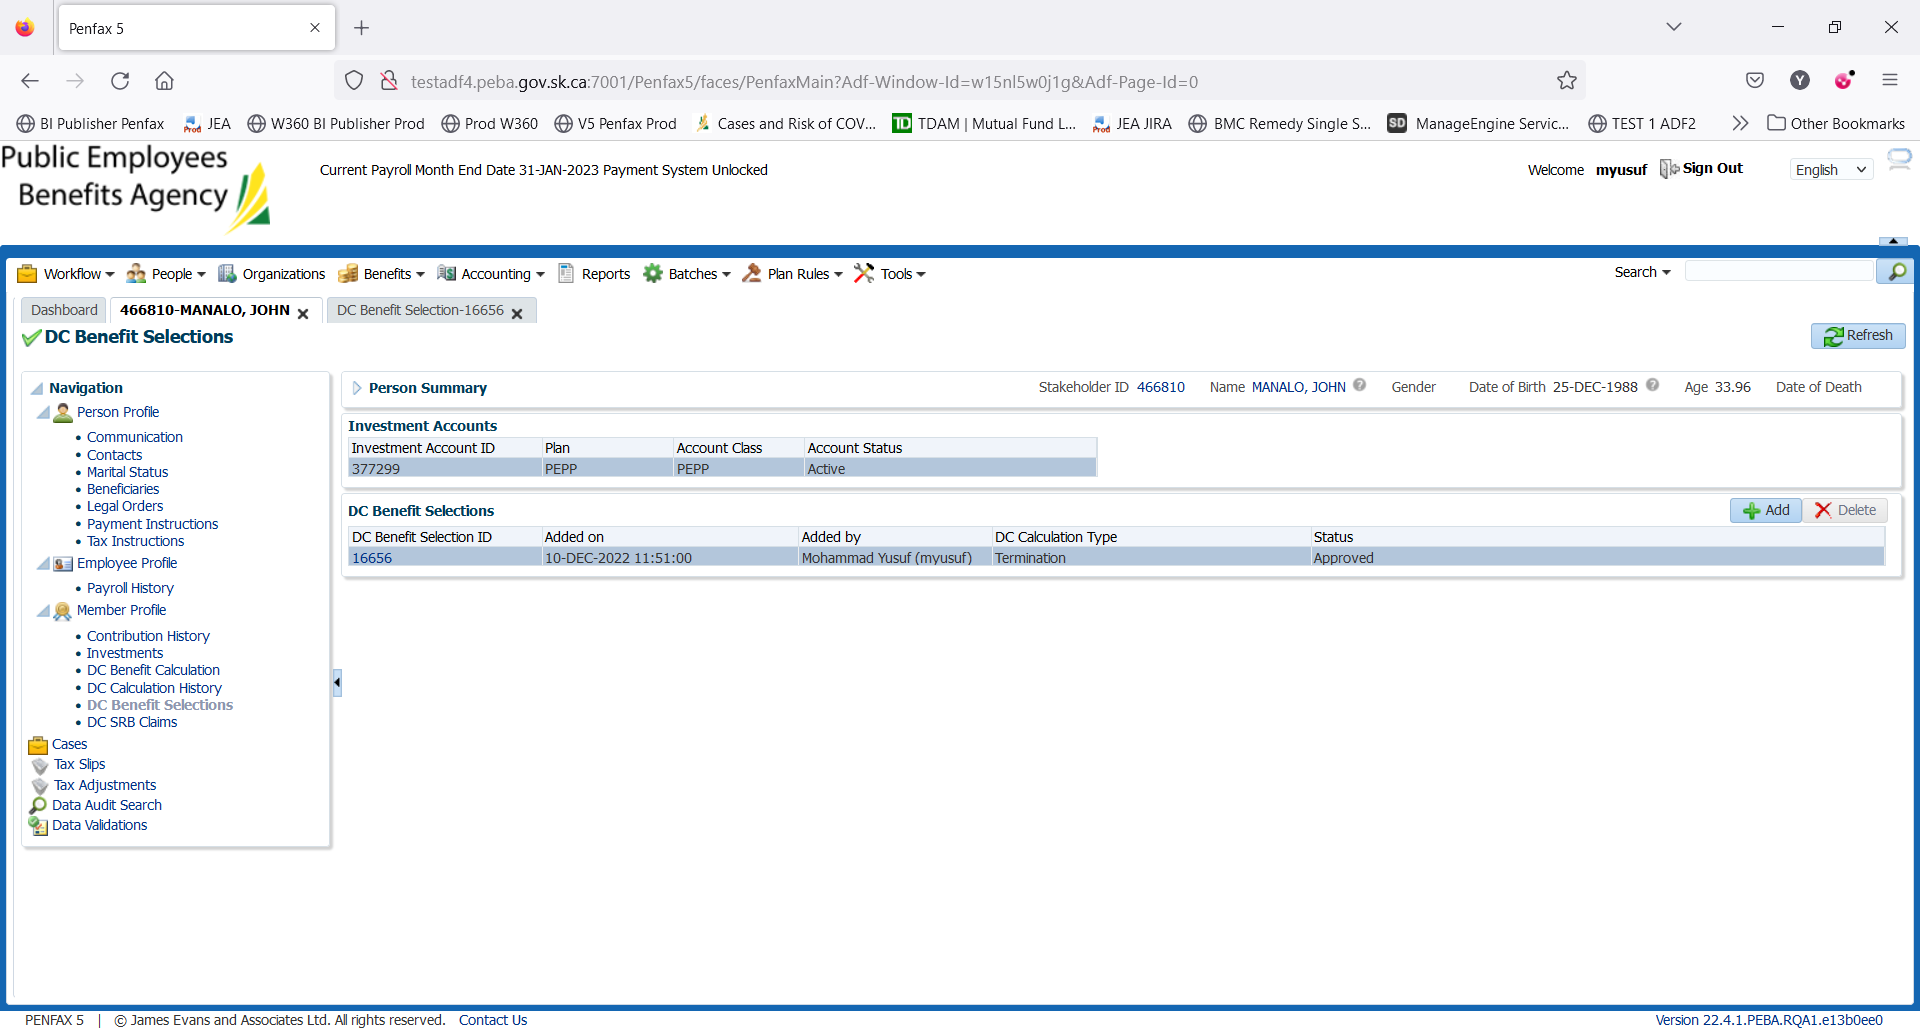 Penfax 5
testadf4.peba.gov.sk.ca:7001/Penfax5/faces/PenfaxMain?Adf-Window-Id=w15nl5w0j1g&Adf-Page-Id=0
BI Publisher Penfax JEA W360 BI Publisher Prod Prod W360 V5 Penfax Prod Cases and Risk of COV... TDAM | Mutual Fund L... JEA JIRA BMC Remedy Single S... ManageEngine Servic... TEST 1 ADF2 Other Bookmarks
Public Employees
Benefits Agency
Current Payroll Month End Date 31-JAN-2023 Payment System Unlocked
Welcome myusuf Sign Out English
Workflow People Organizations Benefits Accounting Reports Batches Plan Rules Tools Search
Dashboard 466810-MANALO, JOHN DC Benefit Selection-16656
DC Benefit Selections Refresh
Navigation
Person Profile
Communication
Contacts
Marital Status
Beneficiaries
Legal Orders
Payment Instructions
Tax Instructions
Employee Profile
Payroll History
Member Profile
Contribution History
Investments
DC Benefit Calculation
DC Calculation History
DC Benefit Selections
DC SRB Claims
Cases
Tax Slips
Tax Adjustments
Data Audit Search
Data Validations
Person Summary Stakeholder ID 466810 Name MANALO, JOHN Gender Date of Birth 25-DEC-1988 Age 33.96 Date of Death
Investment Accounts
Investment Account ID Plan Account Class Account Status
377299 PEPP PEPP Active
DC Benefit Selections Add Delete
DC Benefit Selection ID Added on Added by DC Calculation Type Status
16656 10-DEC-2022 11:51:00 Mohammad Yusuf (myusuf) Termination Approved
PENFAX 5 | © James Evans and Associates Ltd. All rights reserved. Contact Us Version 22.4.1.PEBA.RQA1.e13b0ee0